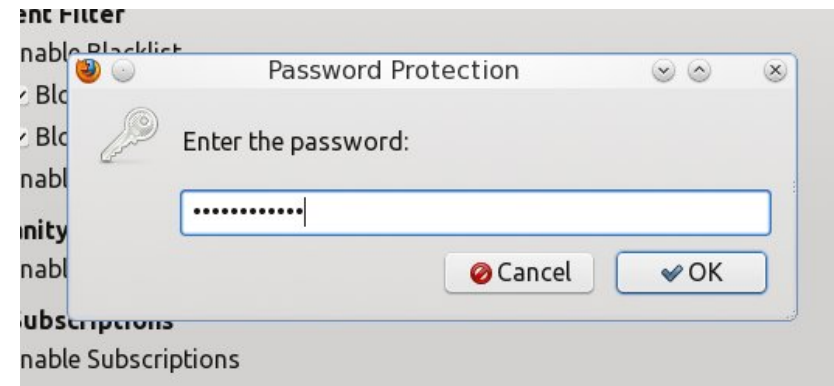 ent Filter
nable Blacklist
Password Protection
Blo
Enter the password:
Blo
nabl
••••••••••••
nity
nabl
Cancel
OK
ubscriptions
nable Subscriptions